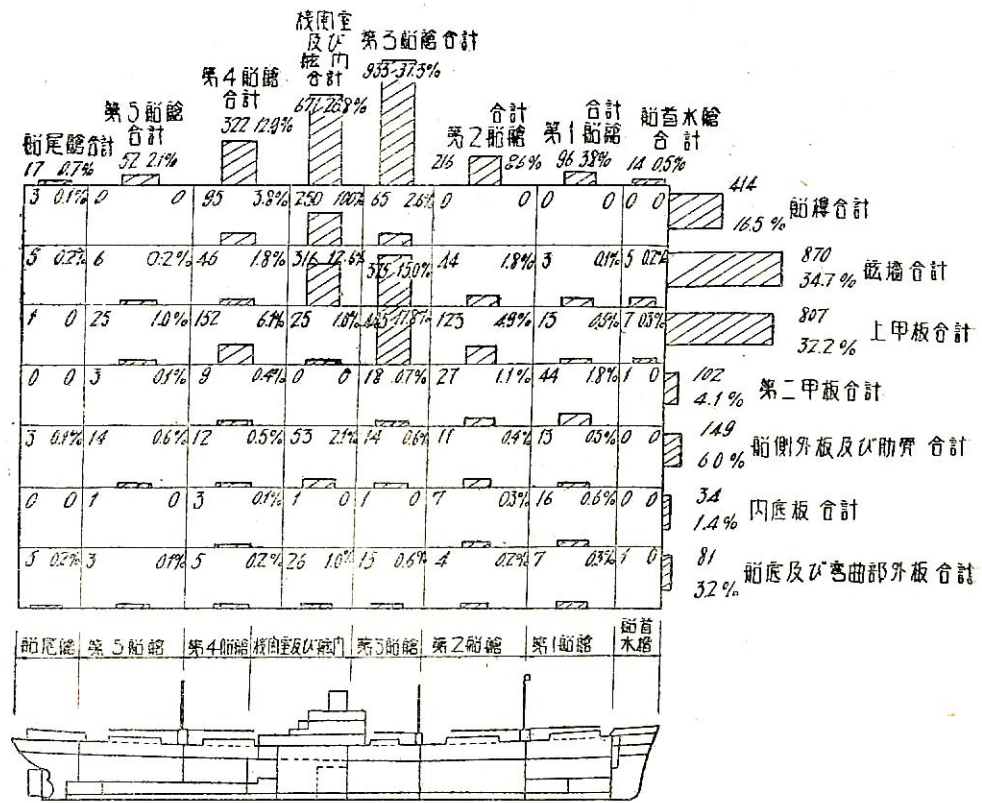 機関室
及び
舷内
合計
671 26.8%
第3船艙合計
935 37.3%
第4船艙
合計
322 12.9%
第5船艙
合計
52 2.1%
船尾艙合計
17 0.7%
合計
第2船艙
216 8.6%
合計
第1船艙
96 3.8%
船首水艙
合計
14 0.5%
3 0.1% 0 0 95 3.8% 250 10.0% 65 2.6% 0 0 0 0 0 0
414
16.5% 船樓合計
5 0.2% 6 0.2% 46 1.8% 316 12.6% 375 15.0% 44 1.8% 3 0.1% 5 0.2%
870
34.7% 舷墻合計
1 0 25 1.0% 152 6.1% 25 1.0% 445 17.8% 123 4.9% 13 0.5% 7 0.3%
807
32.2% 上甲板合計
0 0 3 0.1% 9 0.4% 0 0 18 0.7% 27 1.1% 44 1.8% 1 0
102
4.1% 第二甲板合計
3 0.1% 14 0.6% 12 0.5% 53 2.1% 14 0.6% 11 0.4% 13 0.5% 0 0
149
6.0% 船側外板及び肋骨 合計
0 0 1 0 3 0.1% 1 0 1 0 7 0.3% 16 0.6% 0 0
34
1.4% 内底板 合計
5 0.2% 3 0.1% 5 0.2% 26 1.0% 15 0.6% 4 0.2% 7 0.3% 1 0
81
3.2% 船底及び彎曲部外板 合計
船尾艙 第5船艙 第4船艙 機関室及び舷内 第3船艙 第2船艙 第1船艙 船首水艙